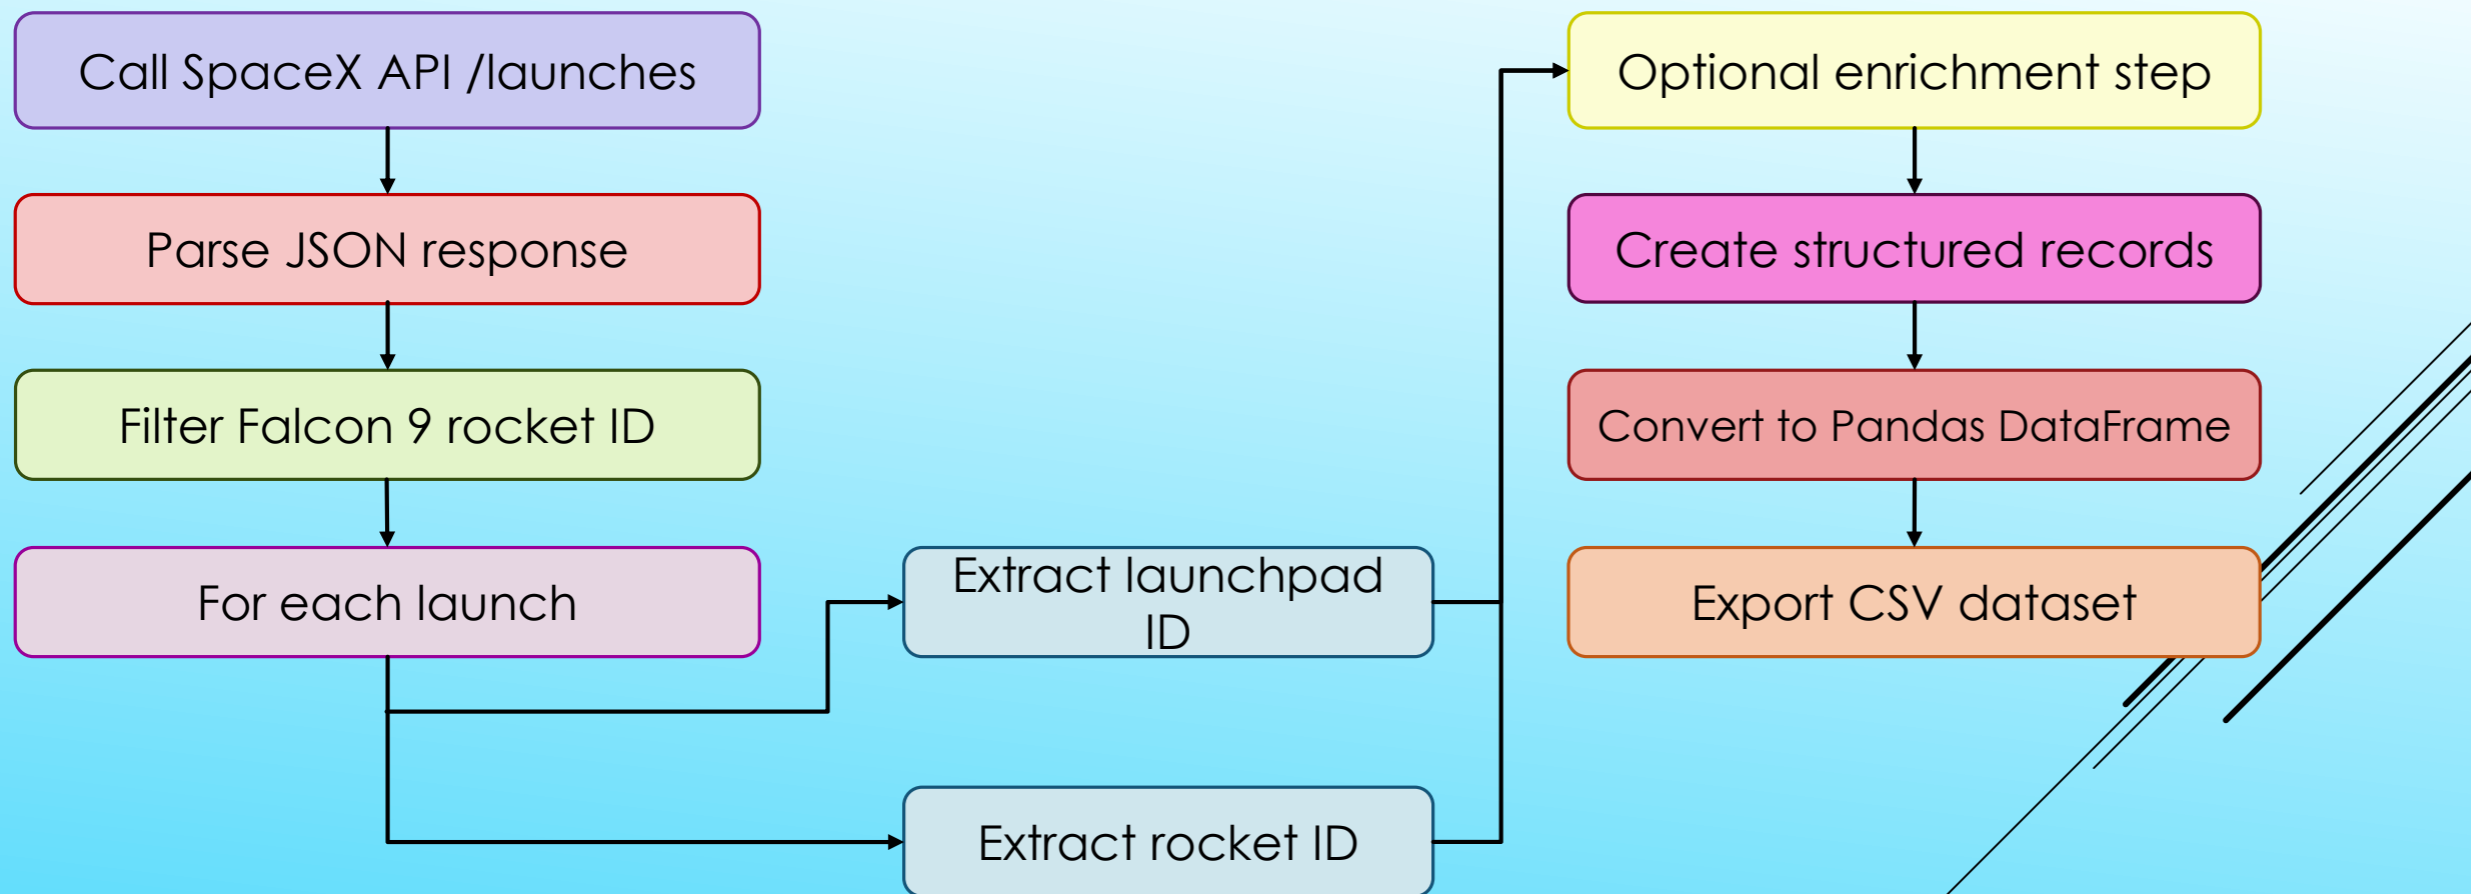 Call SpaceX API /launches
Parse JSON response
Filter Falcon 9 rocket ID
For each launch
Extract launchpad
ID
Extract rocket ID
Optional enrichment step
Create structured records
Convert to Pandas DataFrame
Export CSV dataset